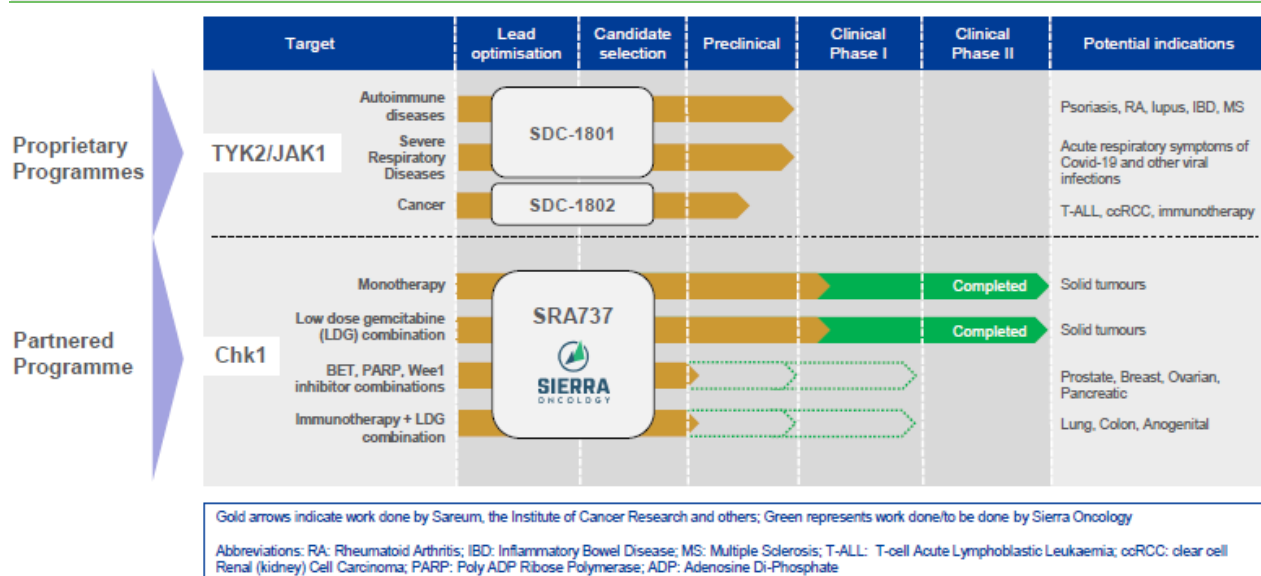 Target
Lead
optimisation
Candidate
selection
Preclinical
Clinical
Phase I
Clinical
Phase II
Potential indications
Proprietary
Programmes
TYK2/JAK1
Autoimmune
diseases
SDC-1801
Psoriasis, RA, lupus, IBD, MS
Severe
Respiratory
Diseases
Acute respiratory symptoms of
Covid-19 and other viral
infections
Cancer
SDC-1802
T-ALL, ccRCC, immunotherapy
Partnered
Programme
Chk1
Monotherapy
SRA737
SIERRA
ONCOLOGY
Completed
Solid tumours
Low dose gemcitabine
(LDG) combination
Completed
Solid tumours
BET, PARP, Wee1
inhibitor combinations
Prostate, Breast, Ovarian,
Pancreatic
Immunotherapy + LDG
combination
Lung, Colon, Anogenital
Gold arrows indicate work done by Sareum, the Institute of Cancer Research and others; Green represents work done/to be done by Sierra Oncology
Abbreviations: RA: Rheumatoid Arthritis; IBD: Inflammatory Bowel Disease; MS: Multiple Sclerosis; T-ALL: T-cell Acute Lymphoblastic Leukaemia; ccRCC: clear cell
Renal (kidney) Cell Carcinoma; PARP: Poly ADP Ribose Polymerase; ADP: Adenosine Di-Phosphate